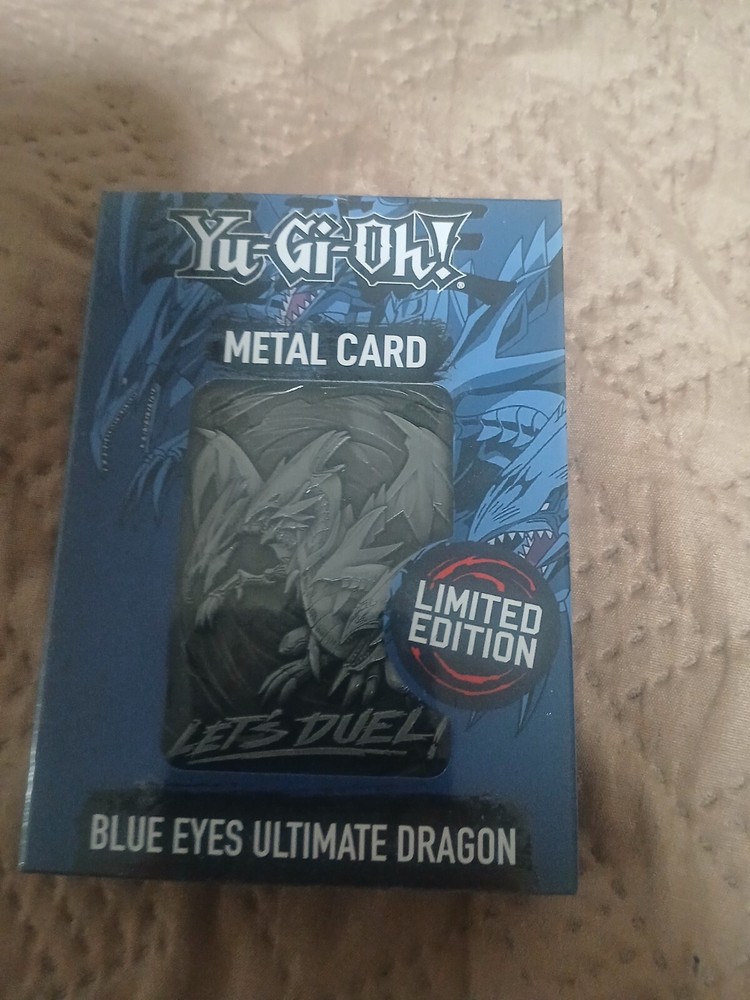 Yu-Gi-Oh!
®
METAL CARD
LIMITED
EDITION
LET'S DUEL!
BLUE EYES ULTIMATE DRAGON